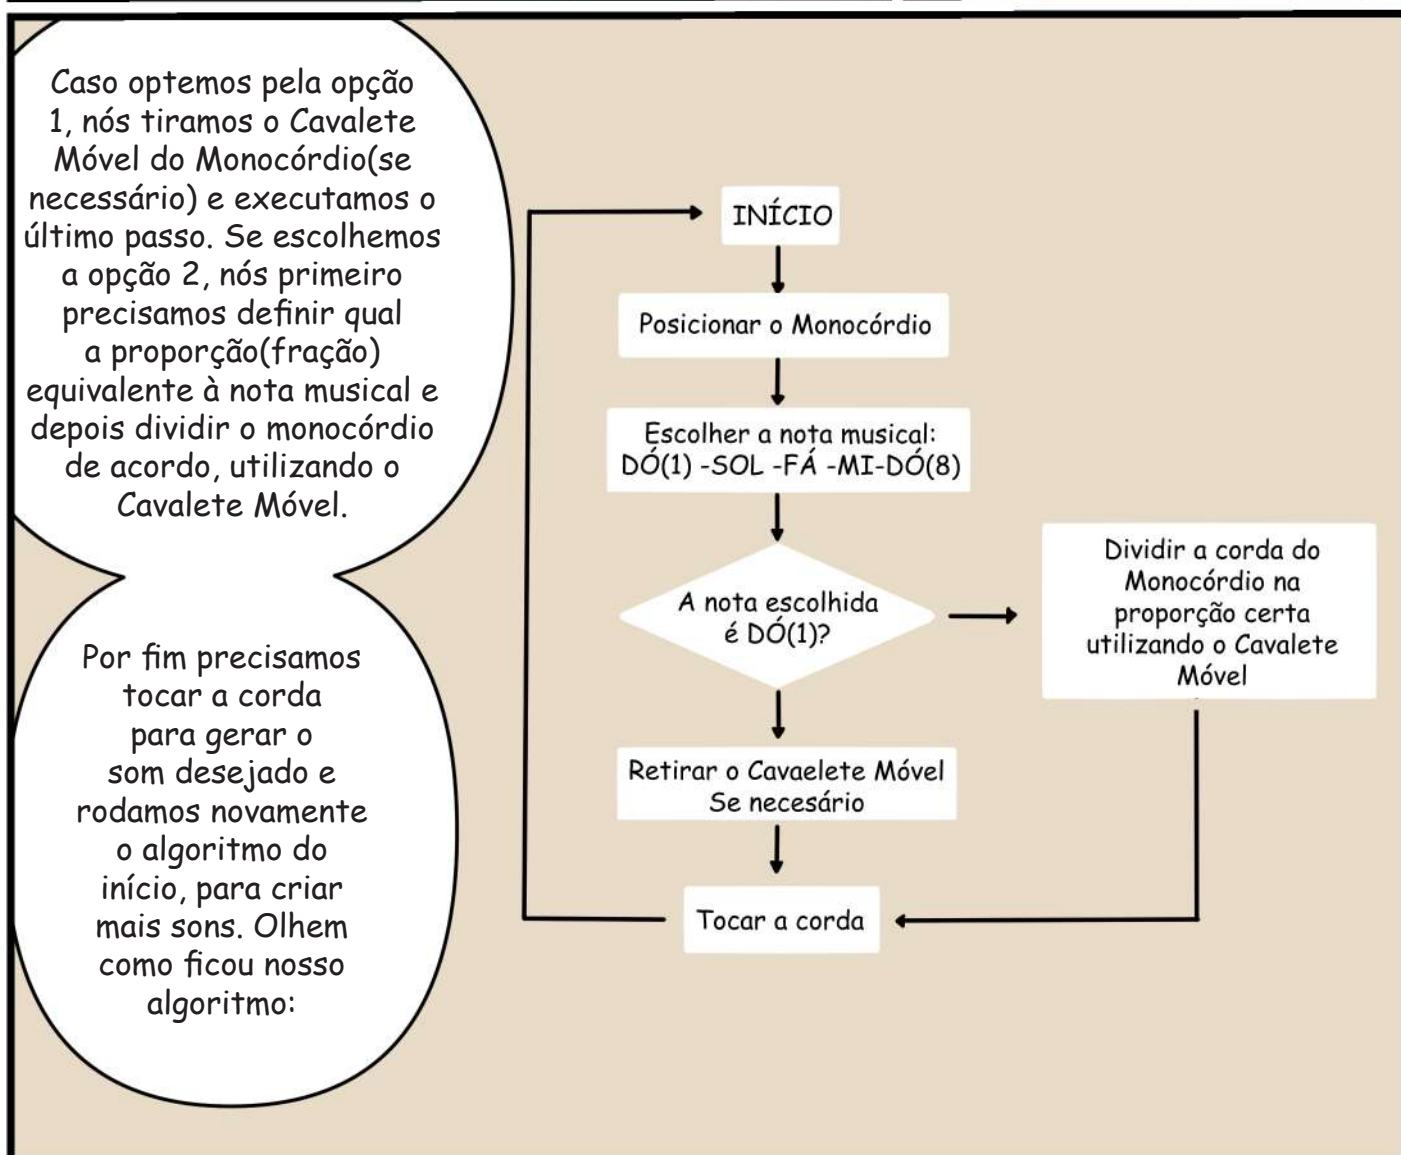 Caso optemos pela opção
1, nós tiramos o Cavalete
Móvel do Monocórdio(se
necessário) e executamos o
último passo. Se escolhemos
a opção 2, nós primeiro
precisamos definir qual
a proporção(fração)
equivalente à nota musical e
depois dividir o monocórdio
de acordo, utilizando o
Cavalete Móvel.
Por fim precisamos
tocar a corda
para gerar o
som desejado e
rodamos novamente
o algoritmo do
início, para criar
mais sons. Olhem
como ficou nosso
algoritmo:
INÍCIO
Posicionar o Monocórdio
Escolher a nota musical:
DÓ(1) -SOL -FÁ -MI-DÓ(8)
A nota escolhida
é DÓ(1)?
Dividir a corda do
Monocórdio na
proporção certa
utilizando o Cavalete
Móvel
Retirar o Cavaelete Móvel
Se necesário
Tocar a corda